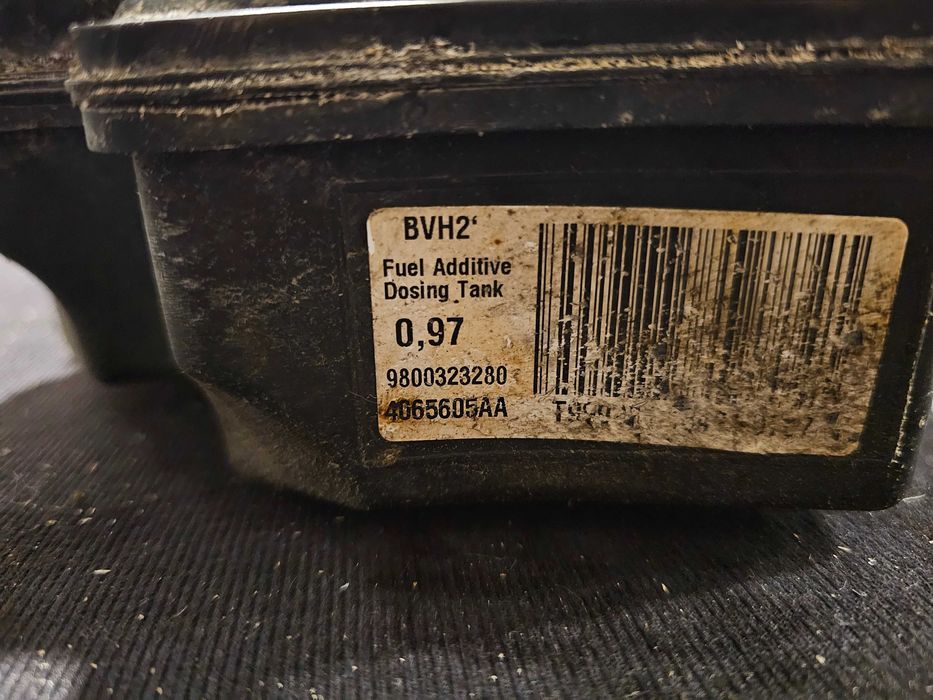 BVH2'
Fuel Additive
Dosing Tank
0,97
9800323280
4065605AA